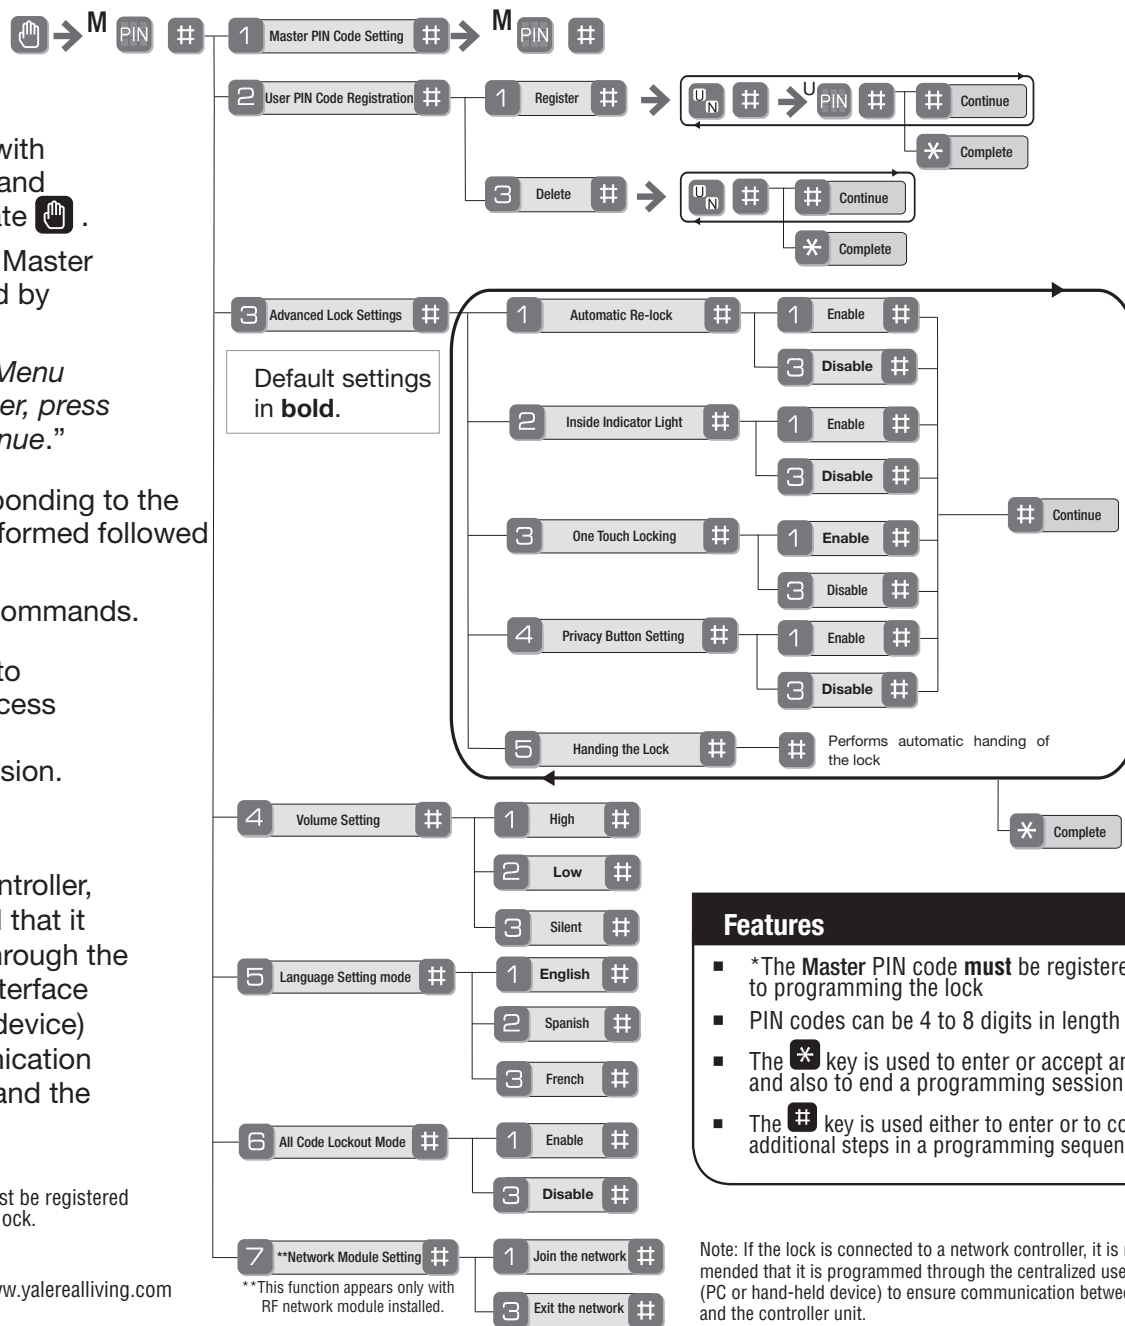 M PIN # 1 Master PIN Code Setting # M PIN #
2 User PIN Code Registration # 1 Register # UN # U PIN # # Continue
* Complete
3 Delete # UN # # Continue
* Complete
with
and
.
Master
d by
Menu
er, press
nue."
ponding to the
formed followed
commands.
to
cess
sion.
ntroller,
d that it
hrough the
terface
device)
nication
and the
st be registered
ock.
ww.yalerealliving.com
3 Advanced Lock Settings #
Default settings
in bold.
1 Automatic Re-lock # 1 Enable #
3 Disable #
2 Inside Indicator Light # 1 Enable #
3 Disable #
3 One Touch Locking # 1 Enable #
3 Disable #
4 Privacy Button Setting # 1 Enable #
3 Disable #
# Continue
5 Handing the Lock # # Performs automatic handing of
the lock
* Complete
4 Volume Setting # 1 High #
2 Low #
3 Silent #
5 Language Setting mode # 1 English #
2 Spanish #
3 French #
6 All Code Lockout Mode # 1 Enable #
3 Disable #
7 **Network Module Setting # 1 Join the network #
3 Exit the network #
**This function appears only with
RF network module installed.
Features
▪ *The Master PIN code must be registere
to programming the lock
▪ PIN codes can be 4 to 8 digits in length
▪ The * key is used to enter or accept a
and also to end a programming session
▪ The # key is used either to enter or to co
additional steps in a programming sequen
Note: If the lock is connected to a network controller, it is
mended that it is programmed through the centralized use
(PC or hand-held device) to ensure communication betwe
and the controller unit.